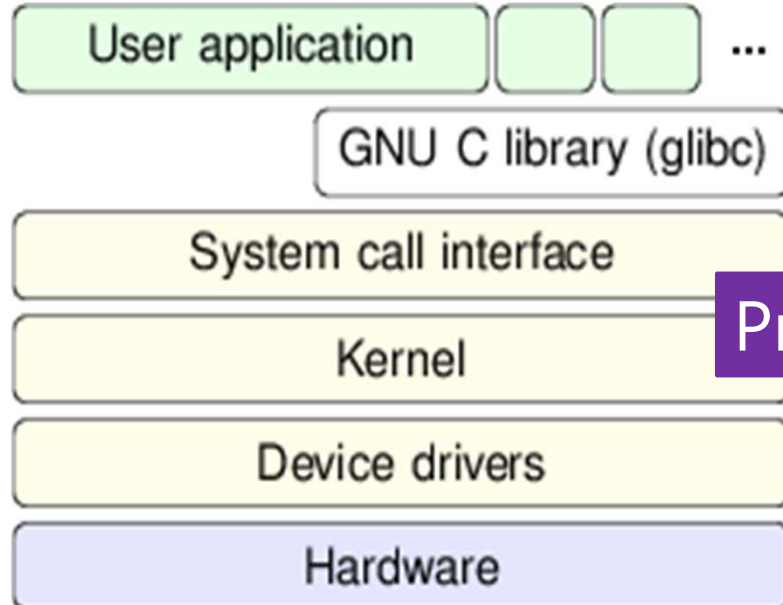 User application ...
GNU C library (glibc)
System call interface
Kernel
Device drivers
Hardware